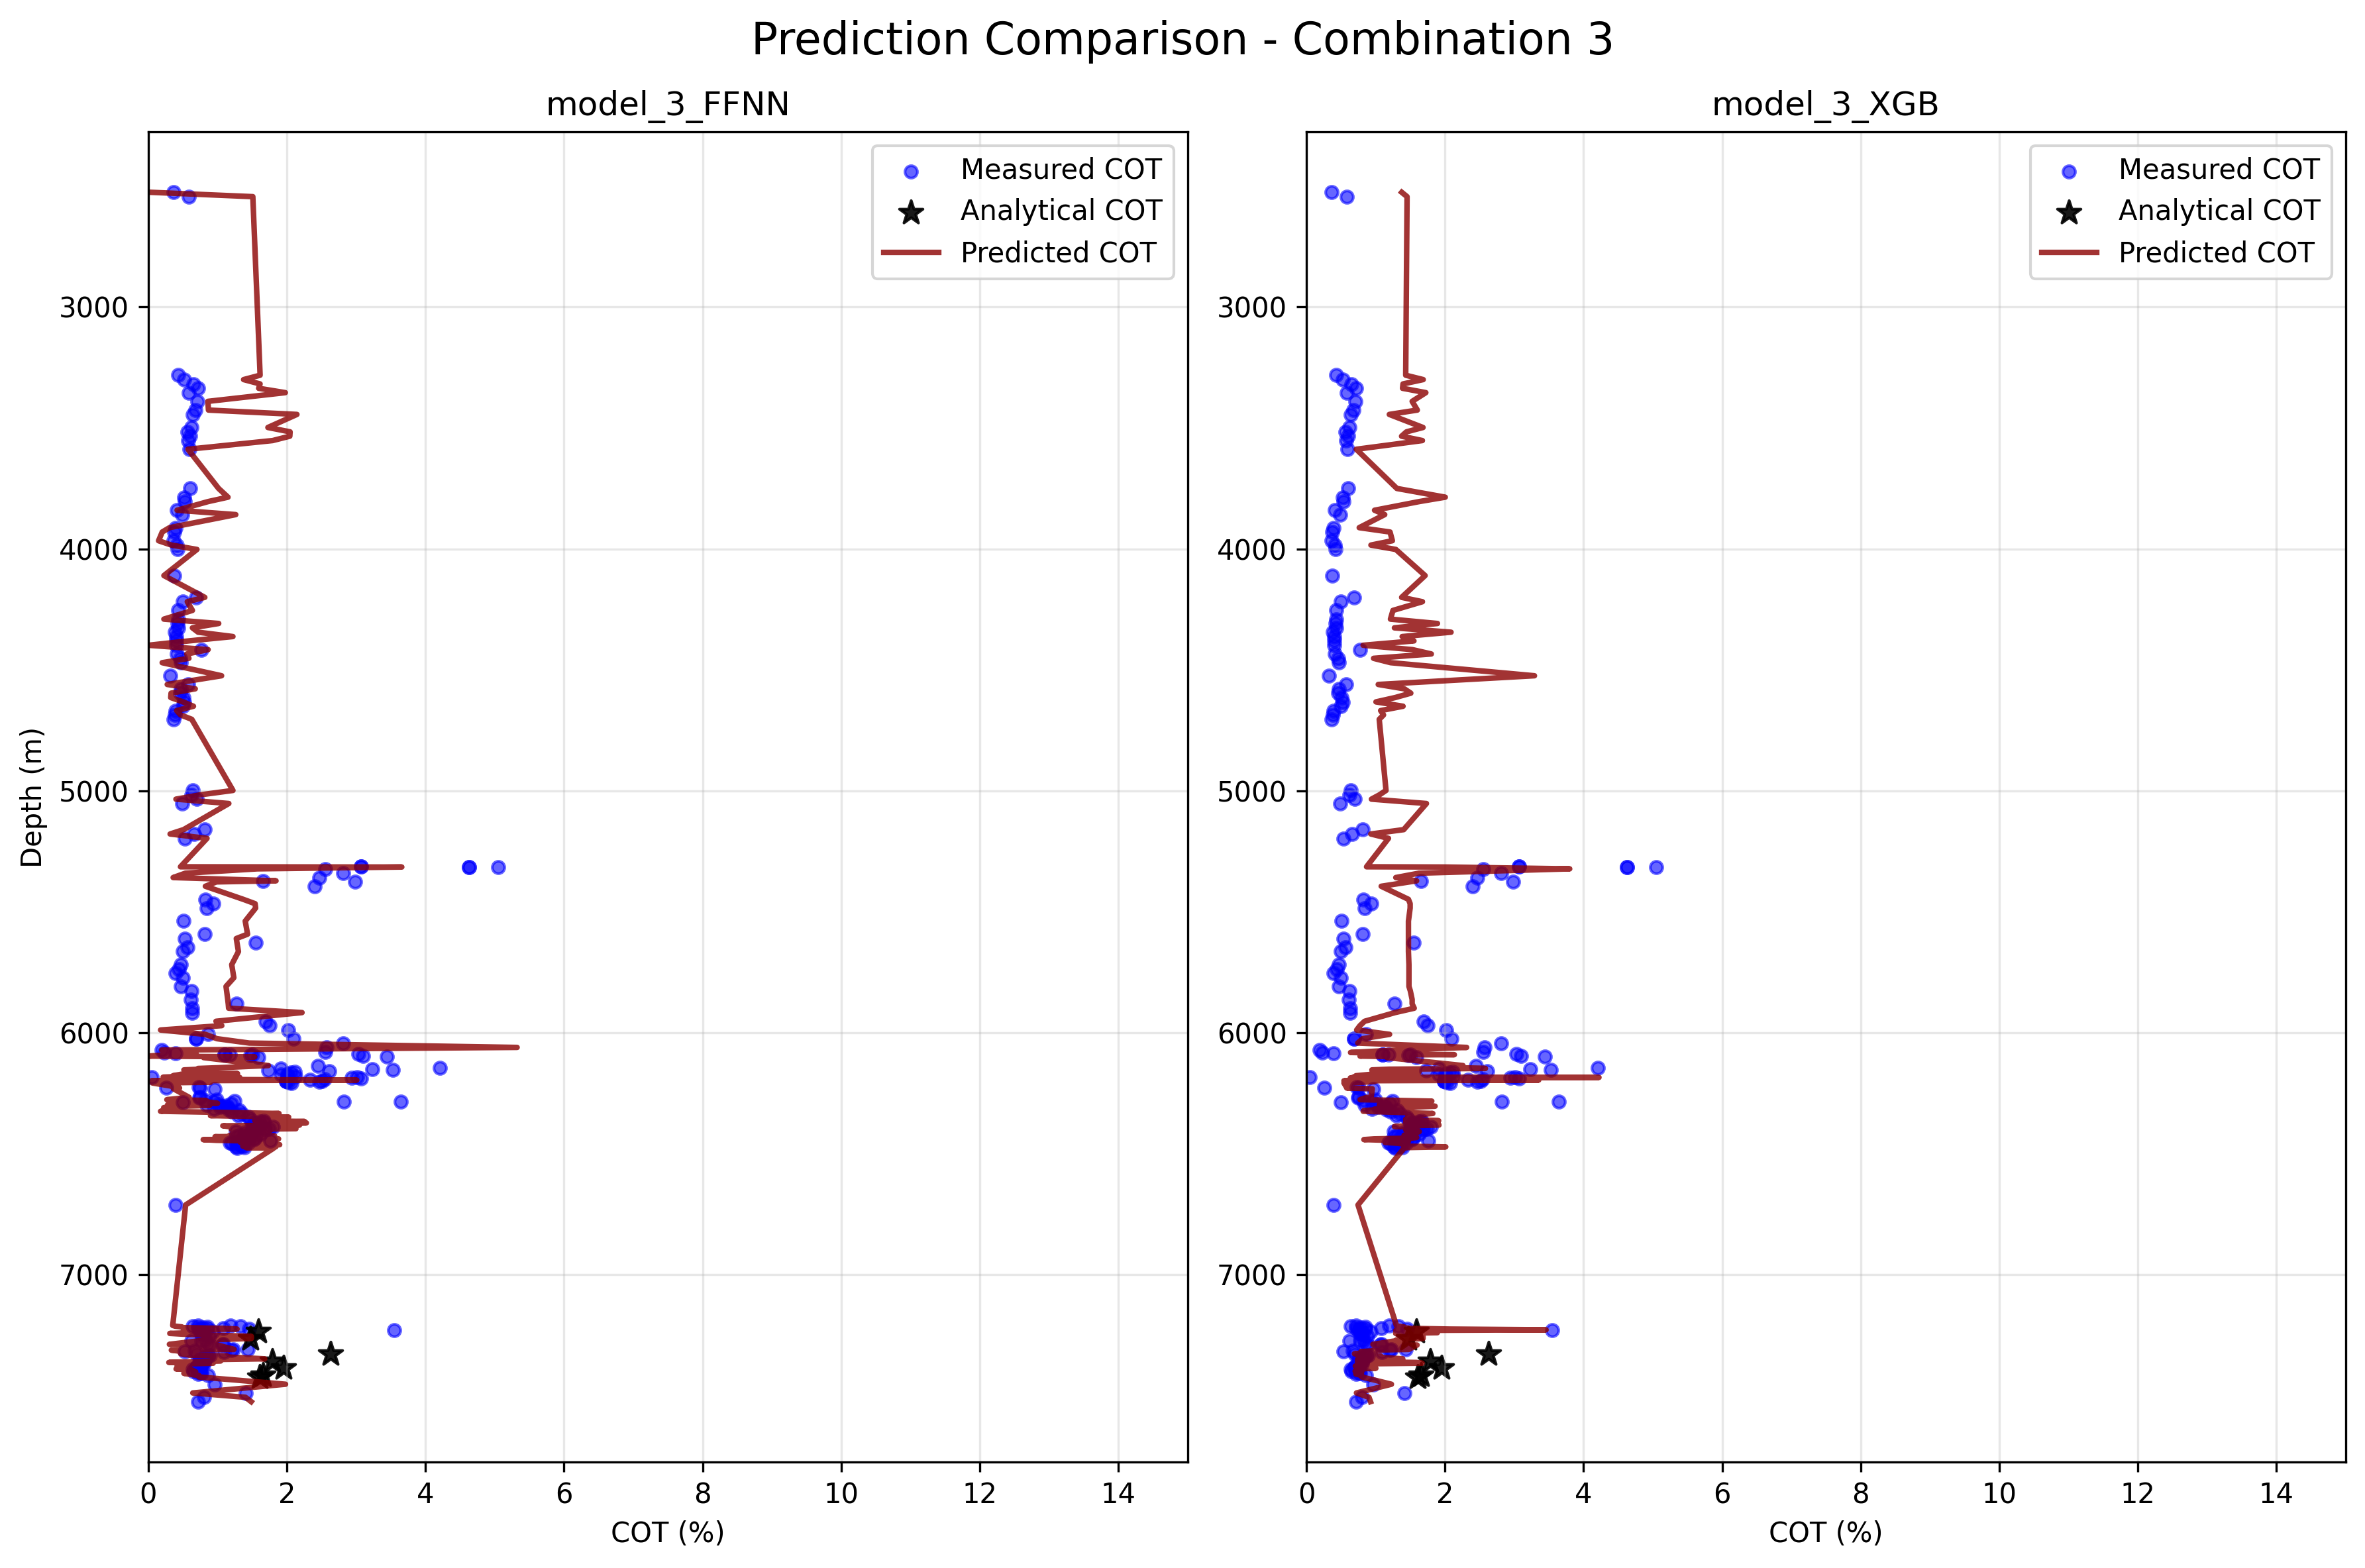 Prediction Comparison - Combination 3
model_3_FFNN
Measured COT
Analytical COT
Predicted COT
3000
4000
5000
6000
7000
Depth (m)
0 2 4 6 8 10 12 14
COT (%)
model_3_XGB
Measured COT
Analytical COT
Predicted COT
3000
4000
5000
6000
7000
0 2 4 6 8 10 12 14
COT (%)